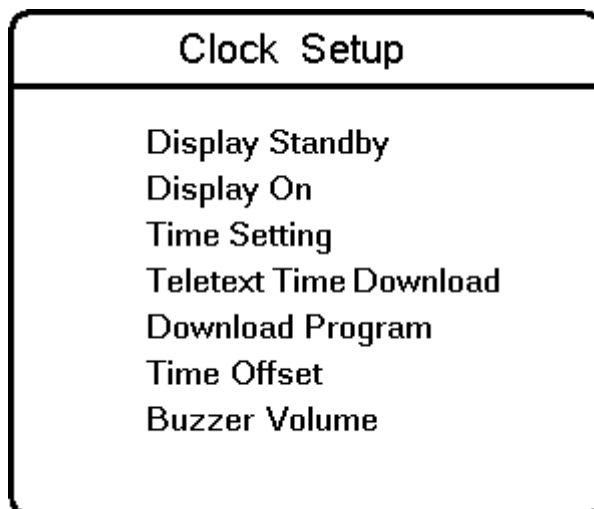 Clock Setup
Display Standby
Display On
Time Setting
Teletext Time Download
Download Program
Time Offset
Buzzer Volume